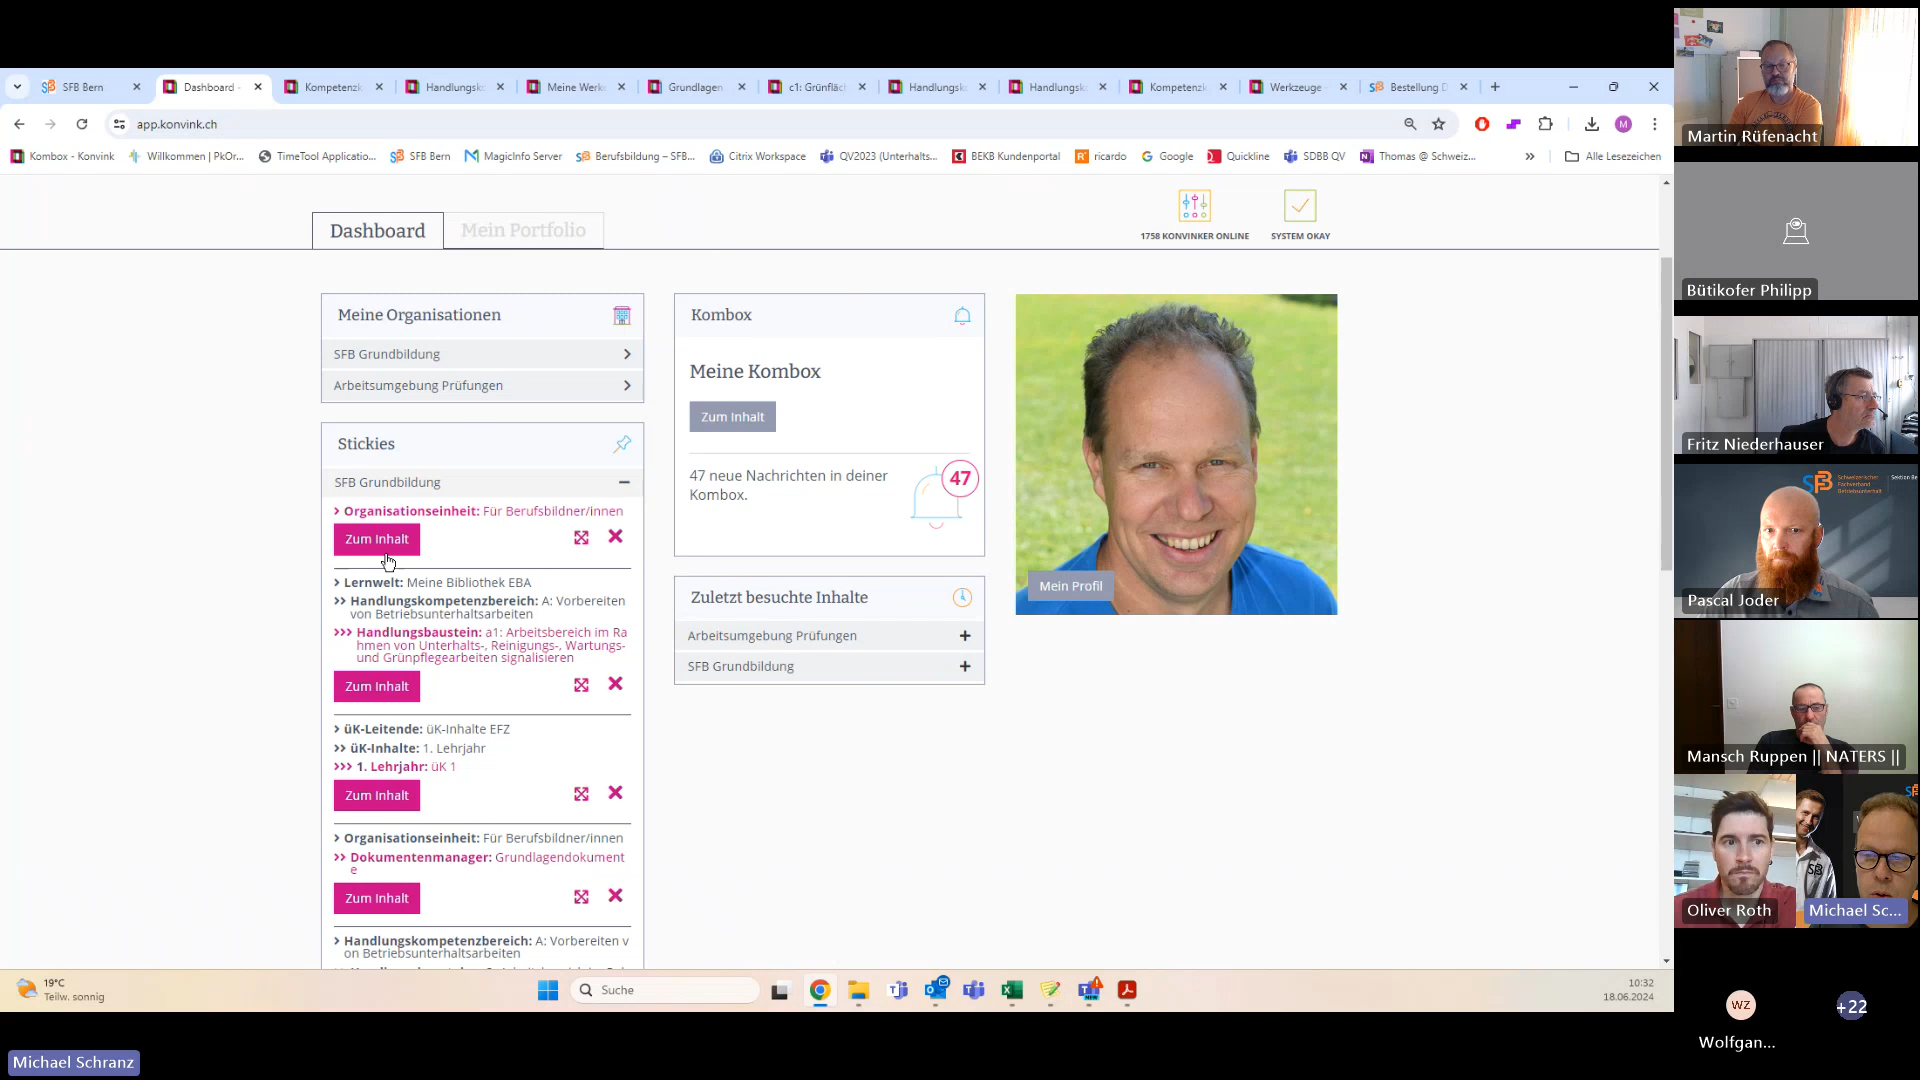 SFB Bern
Dashboard -
Kompetenzk
Handlungsk
Meine Werk
Grundlagen
c1: Grünfläc
Handlungsk
Handlungsk
Kompetenzk
Werkzeuge
Bestellung D
app.konvink.ch
M
Kombox - Konvink
Willkommen | PkOr...
TimeTool Applicatio...
SFB Bern
MagicInfo Server
Berufsbildung – SFB...
Citrix Workspace
QV2023 (Unterhalts...
BEKB Kundenportal
ricardo
Google
Quickline
SDBB QV
Thomas @ Schweiz...
Alle Lesezeichen
Dashboard
Mein Portfolio
1758 KONVINKER ONLINE
SYSTEM OKAY
Meine Organisationen
SFB Grundbildung
Arbeitsumgebung Prüfungen
Stickies
SFB Grundbildung
> Organisationseinheit: Für Berufsbildner/innen
Zum Inhalt
> Lernwelt: Meine Bibliothek EBA
>> Handlungskompetenzbereich: A: Vorbereiten
von Betriebsunterhaltsarbeiten
>>> Handlungsbaustein: a1: Arbeitsbereich im Ra
hmen von Unterhalts-, Reinigungs-, Wartungs-
und Grünpflegearbeiten signalisieren
Zum Inhalt
> üK-Leitende: üK-Inhalte EFZ
>> üK-Inhalte: 1. Lehrjahr
>>> 1. Lehrjahr: üK 1
Zum Inhalt
> Organisationseinheit: Für Berufsbildner/innen
>> Dokumentenmanager: Grundlagendokument
e
Zum Inhalt
> Handlungskompetenzbereich: A: Vorbereiten v
on Betriebsunterhaltsarbeiten
Kombox
Meine Kombox
Zum Inhalt
47 neue Nachrichten in deiner
Kombox.
47
Zuletzt besuchte Inhalte
Arbeitsumgebung Prüfungen
SFB Grundbildung
Mein Profil
19°C
Teilw. sonnig
Suche
10:32
18.06.2024
Michael Schranz
Martin Rüfenacht
Bütikofer Philipp
Fritz Niederhauser
SFB
Schweizerischer
Fachverband
Betriebsunterhalt
Sektion Be
Pascal Joder
Mansch Ruppen || NATERS ||
Oliver Roth
Michael Sc...
WZ
Wolfgan...
+22